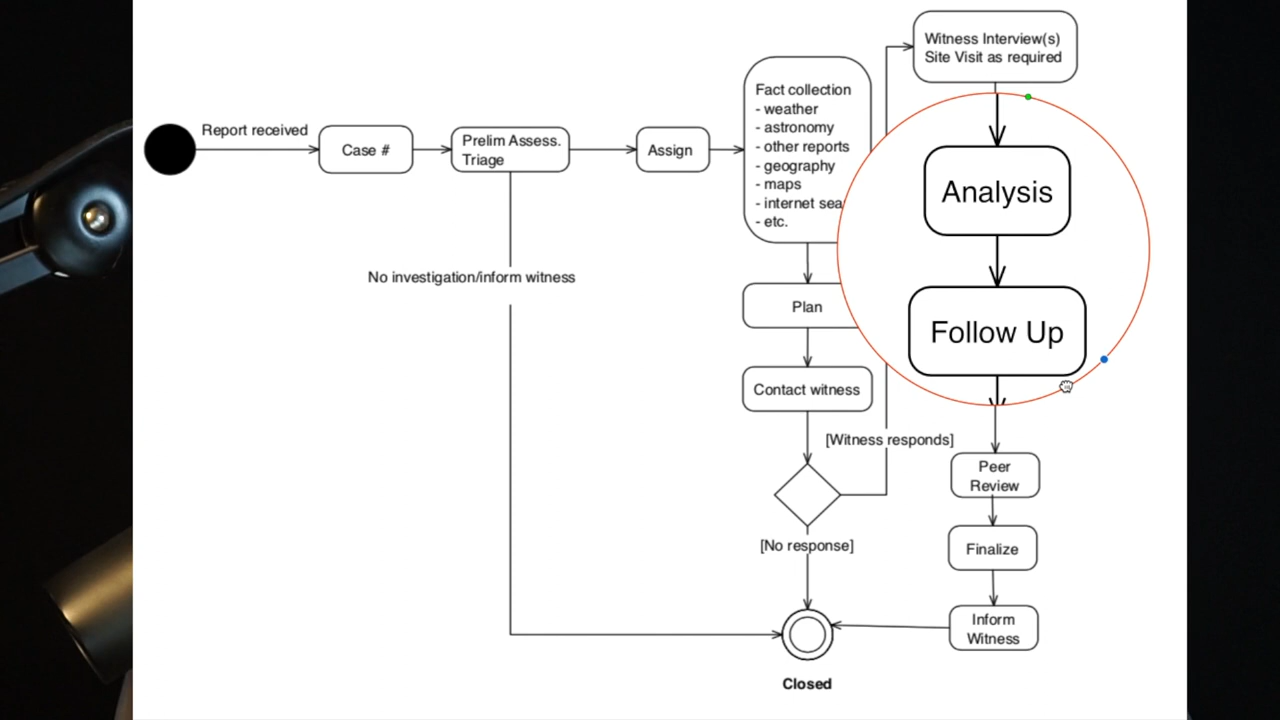 Report received
Case #
Prelim Assess.
Triage
Assign
Fact collection
- weather
- astronomy
- other reports
- geography
- maps
- internet
- etc.
Plan
Contact witness
[Witness responds]
[No response]
No investigation/inform witness
Witness Interview(s)
Site Visit as required
Analysis
Follow Up
Peer
Review
Finalize
Inform
Witness
Closed